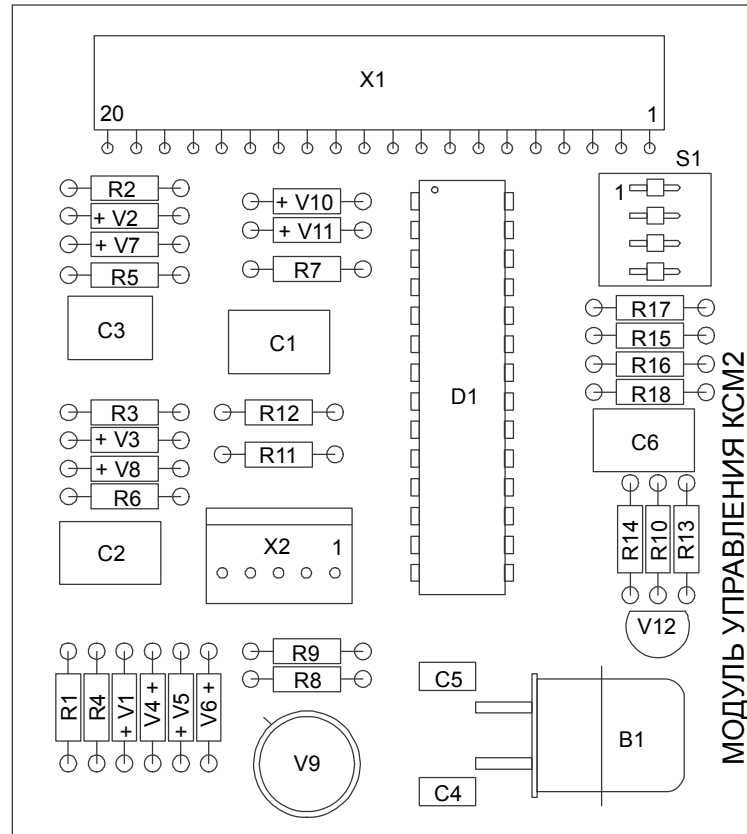 X1
20 1
S1
1
R2
+ V2
+ V7
R5
C3
+ V10
+ V11
R7
C1
D1
R17
R15
R16
R18
C6
R3
+ V3
+ V8
R6
C2
R12
R11
X2 1
R14
R10
R13
V12
R1
R4
+ V1
V4 +
+ V5
V6 +
R9
R8
V9
C5
C4
B1
МОДУЛЬ УПРАВЛЕНИЯ КСМ2